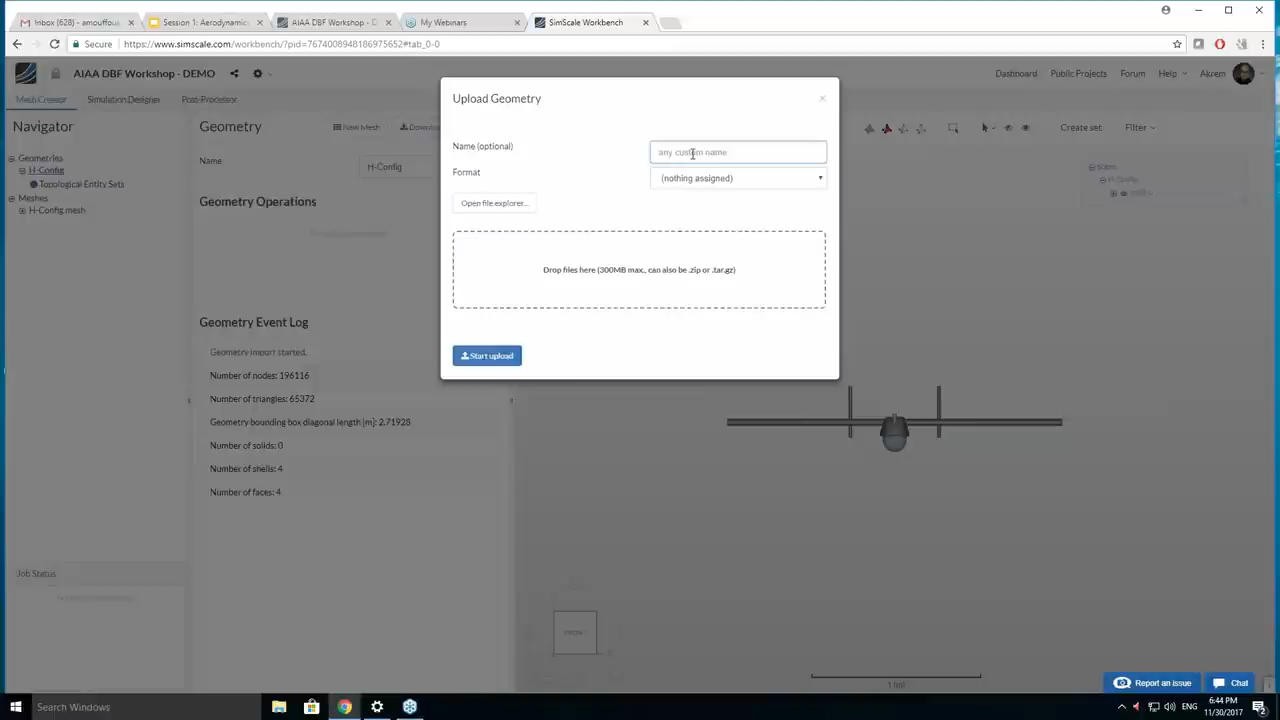 Inbox (628) - amouffou
Session 1: Aerodynamics
AIAA DBF Workshop - D
My Webinars
SimScale Workbench
Secure
https://www.simscale.com/workbench/?pid=7674008948186975652#tab_0-0
AIAA DBF Workshop - DEMO
Dashboard
Public Projects
Forum
Help
Akrem
Mesh Creator
Simulation Designer
Post-Processor
Navigator
Geometries
H-Config
Topological Entity Sets
Meshes
H-Config mesh
Job Status
Geometry
New Mesh
Download
Name
H-Config
Geometry Operations
Geometry Event Log
Geometry import started.
Number of nodes: 196116
Number of triangles: 65372
Geometry bounding box diagonal length [m]: 2.71928
Number of solids: 0
Number of shells: 4
Number of faces: 4
Upload Geometry
Name (optional)
any custom name
Format
(nothing assigned)
Open file explorer...
Drop files here (300MB max., can also be .zip or .tar.gz)
Start upload
Create set
Filter
H-Config
FRONT
Report an issue
Chat
Search Windows
ENG
6:44 PM
11/30/2017